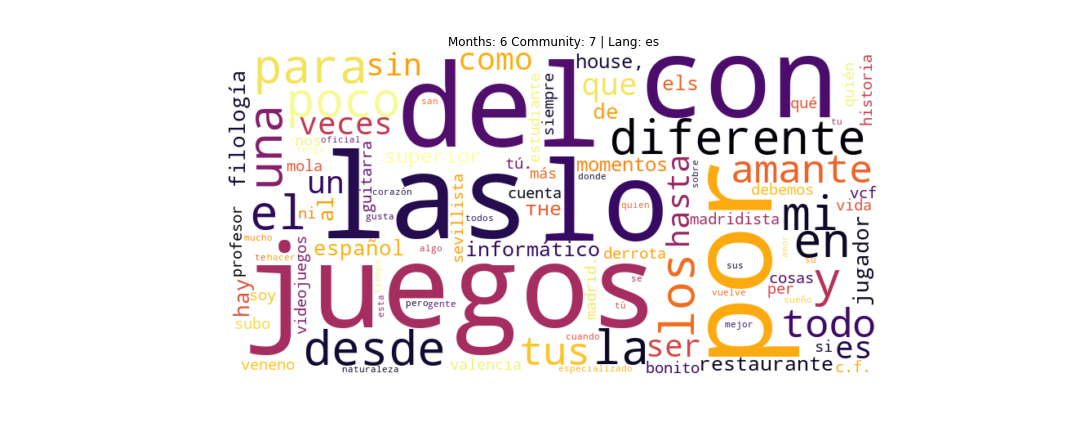 Months: 6 Community: 7 | Lang: es
para sin como house, con els que de qué quién historia
filología una poco veces san del estudiante siempre tu
nos oficial diferente
mola guitarra superior tú. momentos amante
un las lo más hasta sobre debemos
profesor el al ni corazón donde cuenta THE quien los por mi vida vcf
gusta todos madridista
mucho español algo sevillista informático derrota amor en jugador
tehacer juegos madrid. se sus su cosas y
hay soy videojuegos esta pero gente tú vuelve per sueño
subo desde tus cuando la ser mejor todo
si es
veneno naturaleza valencia especializado bonito restaurante c.f.